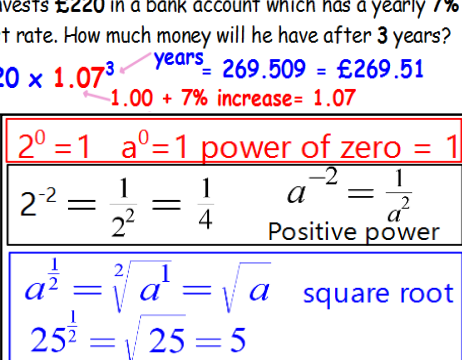 £220 in a bank account which has a yearly 7%
rate. How much money will he have after 3 years?
× 1.07³ years = 269.509 = £269.51
1.00 + 7% increase= 1.07
2⁰ =1 a⁰=1 power of zero = 1
2⁻² = 1/2² = 1/4 a⁻² = 1/a²
Positive power
a^(1/2) = ²√a¹ = √a square root
25^(1/2) = √25 = 5